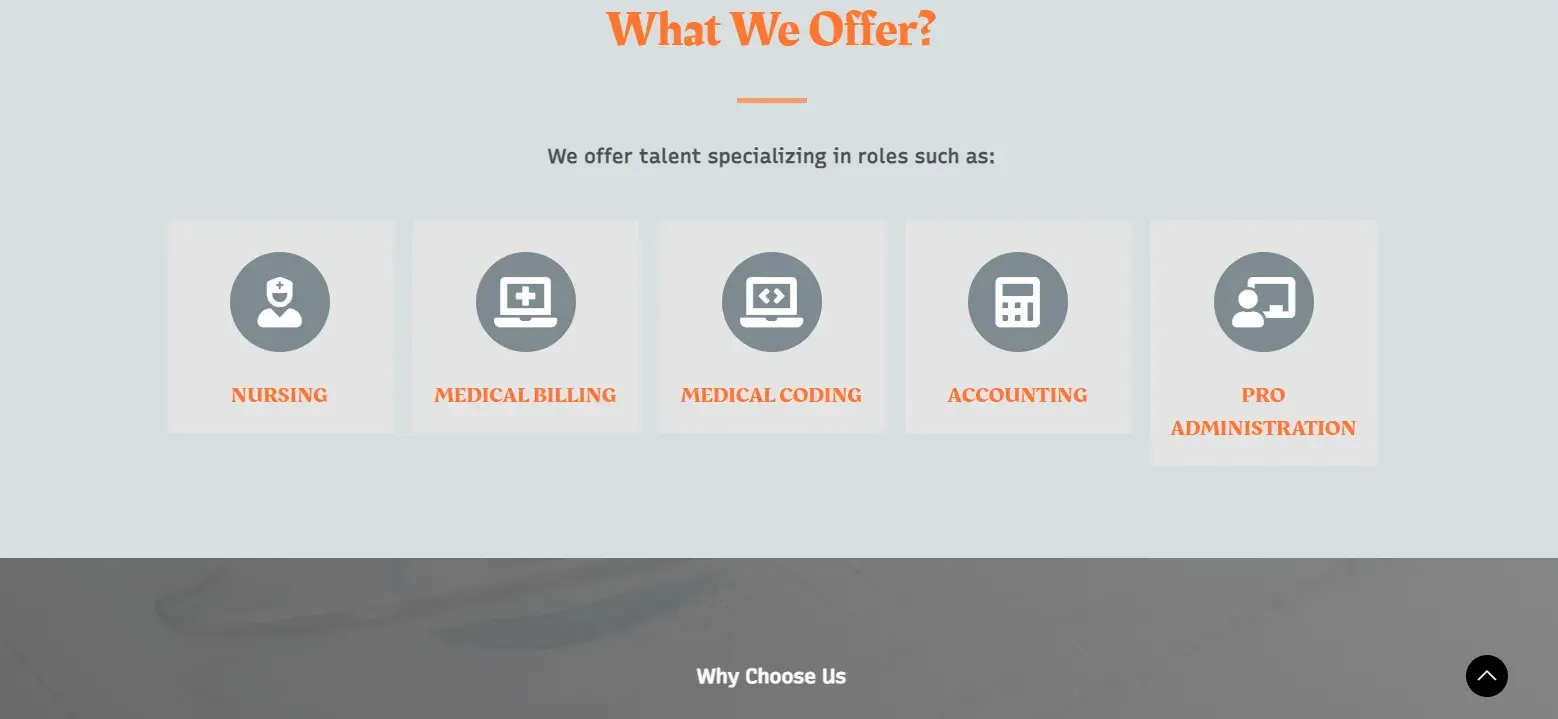 What We Offer?
We offer talent specializing in roles such as:
NURSING
MEDICAL BILLING
MEDICAL CODING
ACCOUNTING
PRO
ADMINISTRATION
Why Choose Us